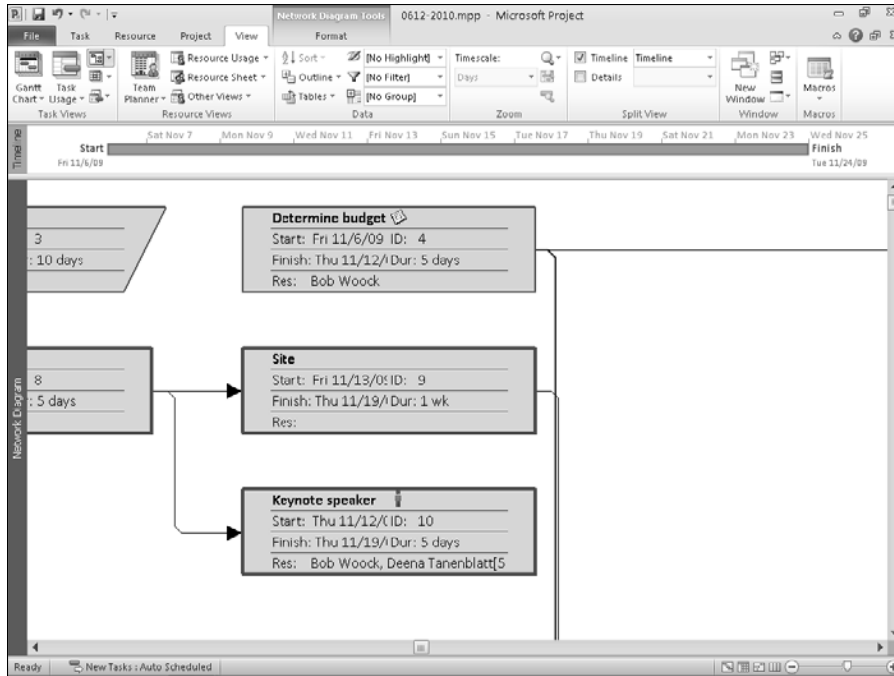 Network Diagram Tools 0612-2010.mpp - Microsoft Project
File Task Resource Project View Format
Gantt Chart Task Usage
Task Views
Team Planner
Resource Usage
Resource Sheet
Other Views
Resource Views
Sort [No Highlight]
Outline [No Filter]
Tables [No Group]
Data
Timescale:
Days
Zoom
Timeline Timeline
Details
Split View
New Window
Window
Macros
Macros
Timeline
Sat Nov 7 Mon Nov 9 Wed Nov 11 Fri Nov 13 Sun Nov 15 Tue Nov 17 Thu Nov 19 Sat Nov 21 Mon Nov 23 Wed Nov 25
Start
Fri 11/6/09
Finish
Tue 11/24/09
Network Diagram
3
: 10 days
Determine budget
Start: Fri 11/6/09 ID: 4
Finish: Thu 11/12/ Dur: 5 days
Res: Bob Woock
8
: 5 days
Site
Start: Fri 11/13/09 ID: 9
Finish: Thu 11/19/ Dur: 1 wk
Res:
Keynote speaker
Start: Thu 11/12/ ID: 10
Finish: Thu 11/19/ Dur: 5 days
Res: Bob Woock, Deena Tanenblatt[5
Ready New Tasks : Auto Scheduled